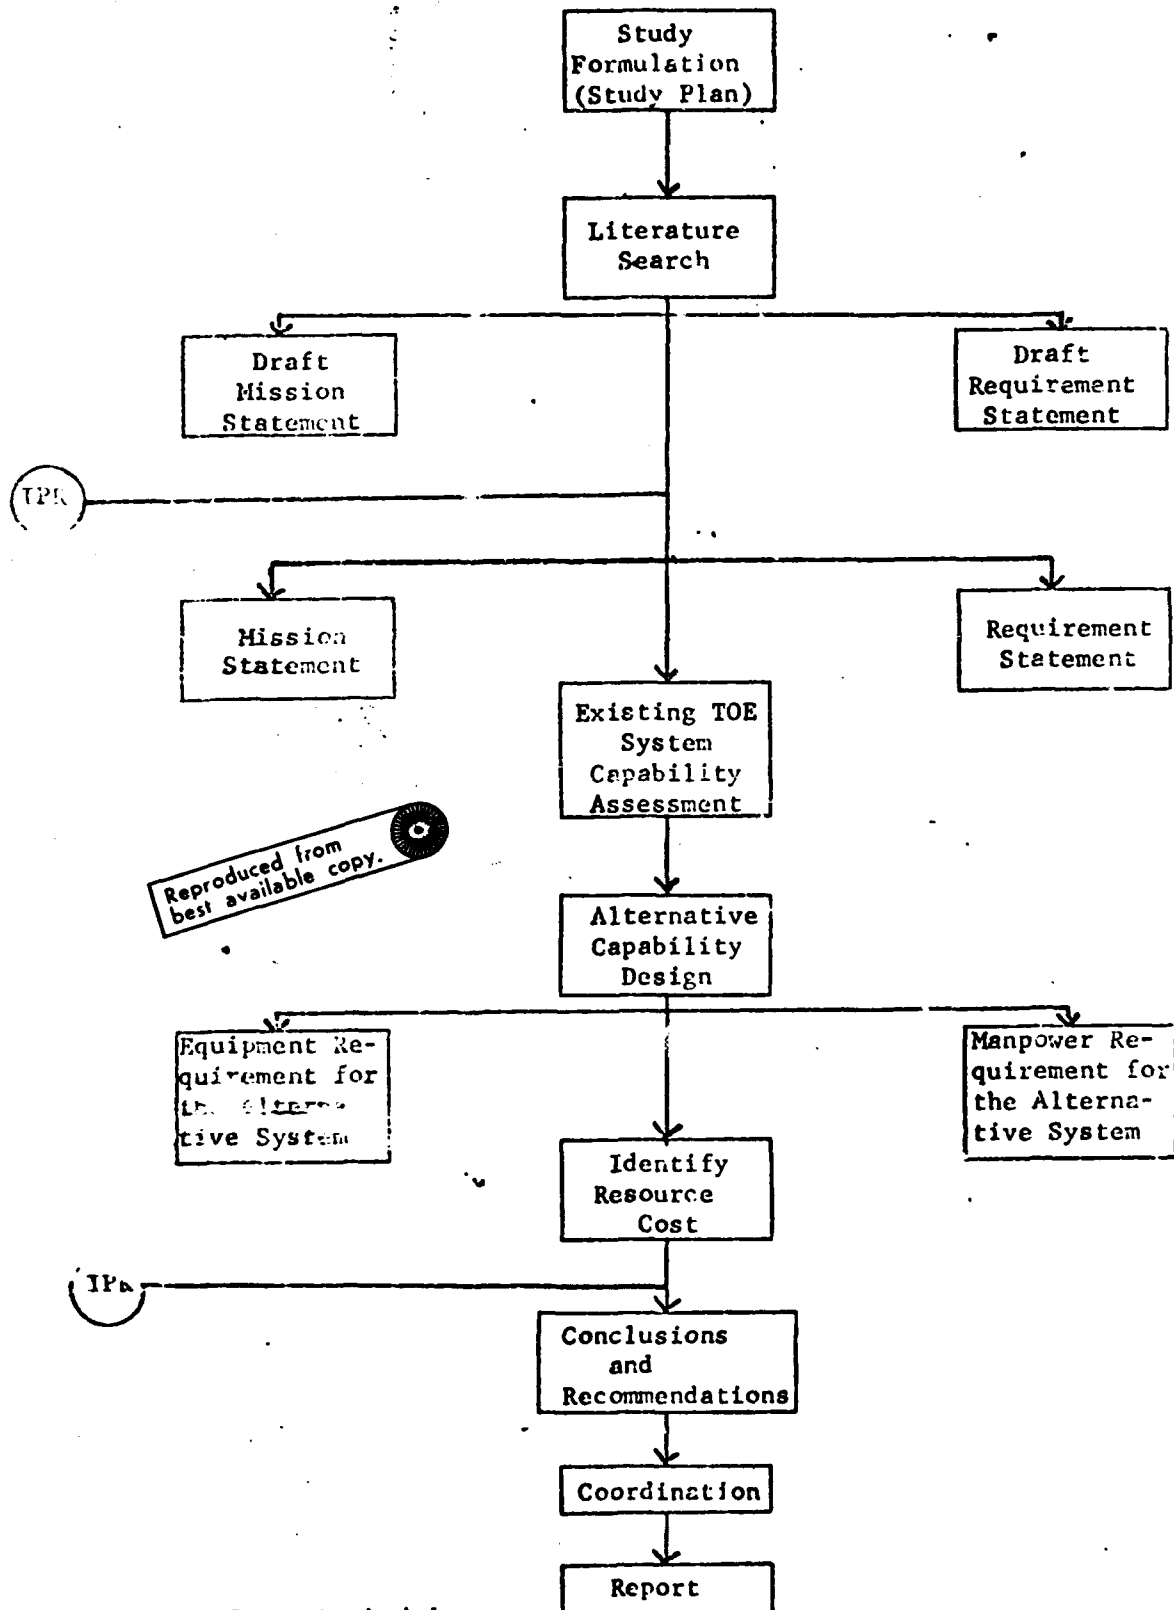 Study
Formulation
(Study Plan)
Literature
Search
Draft
Mission
Statement
Draft
Requirement
Statement
Mission
Statement
Requirement
Statement
Existing TOE
System
Capability
Assessment
Reproduced from
best available copy.
Alternative
Capability
Design
Equipment Re-
quirement for
tive System
Manpower Re-
quirement for
the Alterna-
tive System
Identify
Resource
Cost
Conclusions
and
Recommendations
Coordination
Report